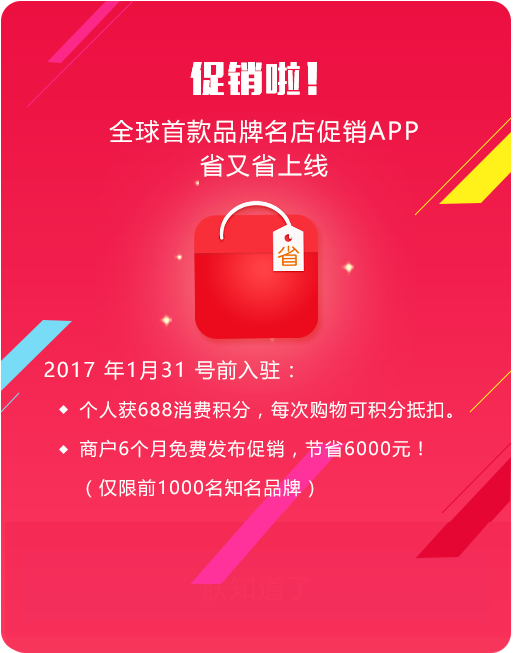 促销啦！
全球首款品牌名店促销APP
省又省上线
省
2017 年1月31 号前入驻：
个人获688消费积分，每次购物可积分抵扣。
商户6个月免费发布促销，节省6000元！
（仅限前1000名知名品牌）
知道了